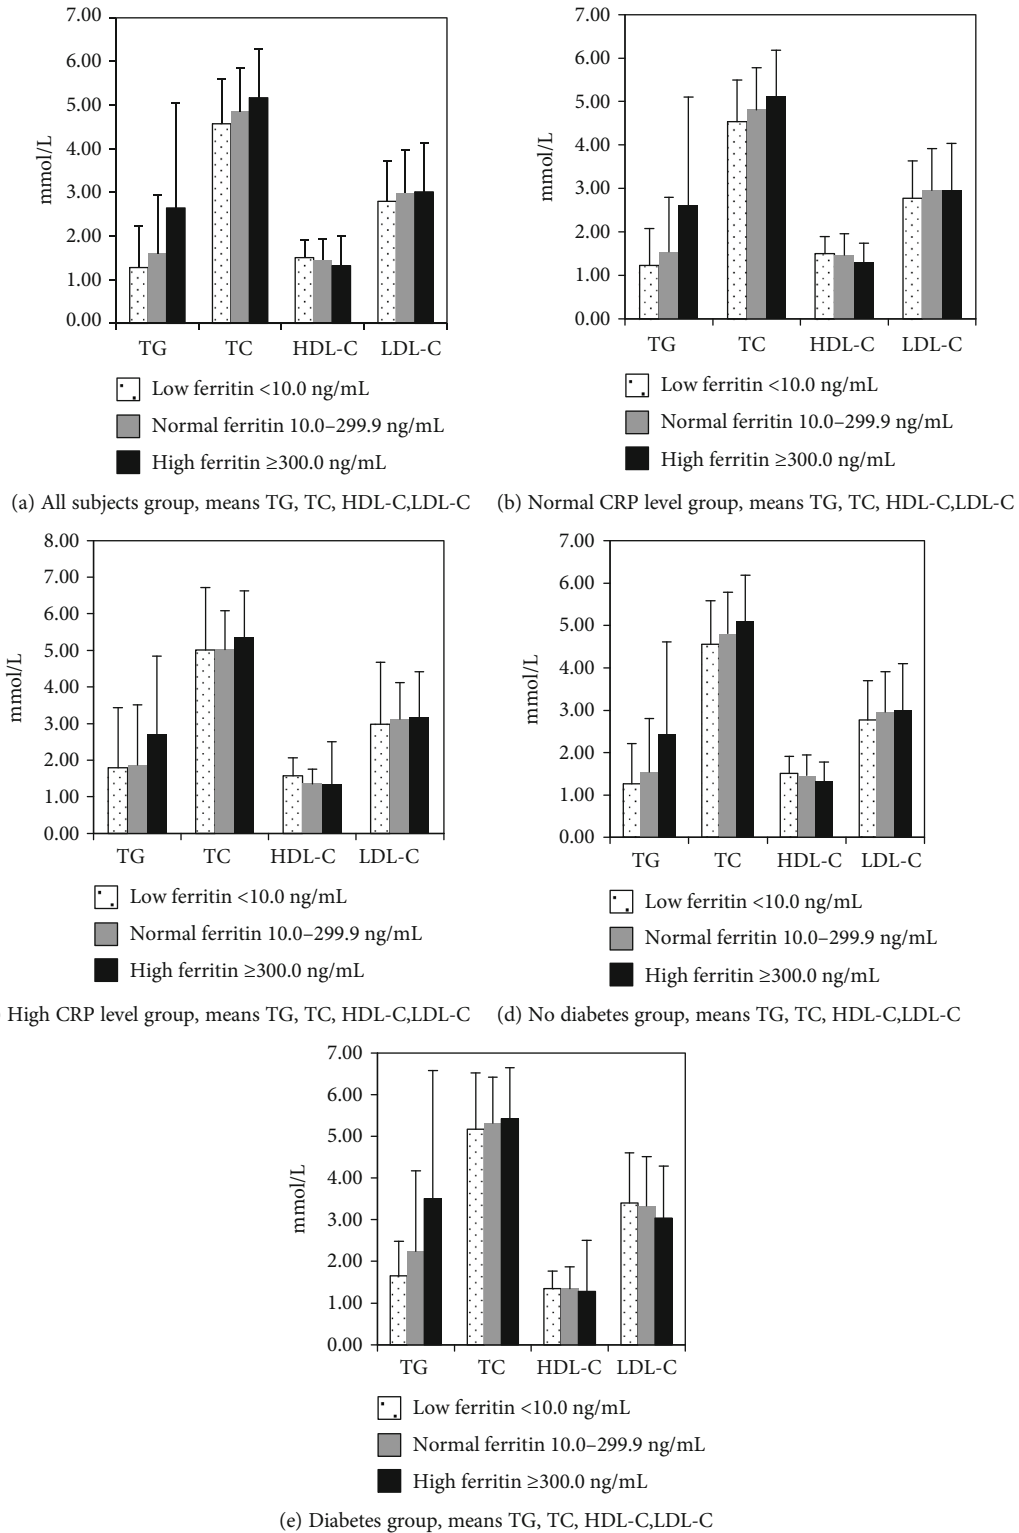 7.00
6.00
5.00
4.00
3.00
2.00
1.00
0.00
mmol/L
TG TC HDL-C LDL-C
Low ferritin <10.0 ng/mL
Normal ferritin 10.0–299.9 ng/mL
High ferritin ≥300.0 ng/mL
(a) All subjects group, means TG, TC, HDL-C,LDL-C
7.00
6.00
5.00
4.00
3.00
2.00
1.00
0.00
mmol/L
TG TC HDL-C LDL-C
Low ferritin <10.0 ng/mL
Normal ferritin 10.0–299.9 ng/mL
High ferritin ≥300.0 ng/mL
(b) Normal CRP level group, means TG, TC, HDL-C,LDL-C
8.00
7.00
6.00
5.00
4.00
3.00
2.00
1.00
0.00
mmol/L
TG TC HDL-C LDL-C
Low ferritin <10.0 ng/mL
Normal ferritin 10.0–299.9 ng/mL
High ferritin ≥300.0 ng/mL
High CRP level group, means TG, TC, HDL-C,LDL-C
7.00
6.00
5.00
4.00
3.00
2.00
1.00
0.00
mmol/L
TG TC HDL-C LDL-C
Low ferritin <10.0 ng/mL
Normal ferritin 10.0–299.9 ng/mL
High ferritin ≥300.0 ng/mL
(d) No diabetes group, means TG, TC, HDL-C,LDL-C
7.00
6.00
5.00
4.00
3.00
2.00
1.00
0.00
mmol/L
TG TC HDL-C LDL-C
Low ferritin <10.0 ng/mL
Normal ferritin 10.0–299.9 ng/mL
High ferritin ≥300.0 ng/mL
(e) Diabetes group, means TG, TC, HDL-C,LDL-C